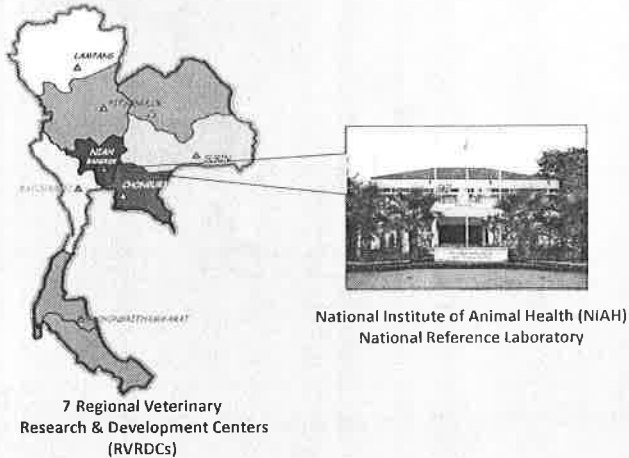 LAMPANG
NIAH
BANGKOK
SURIN
CHONBURI
National Institute of Animal Health (NIAH)
National Reference Laboratory
7 Regional Veterinary
Research & Development Centers
(RVRDCs)